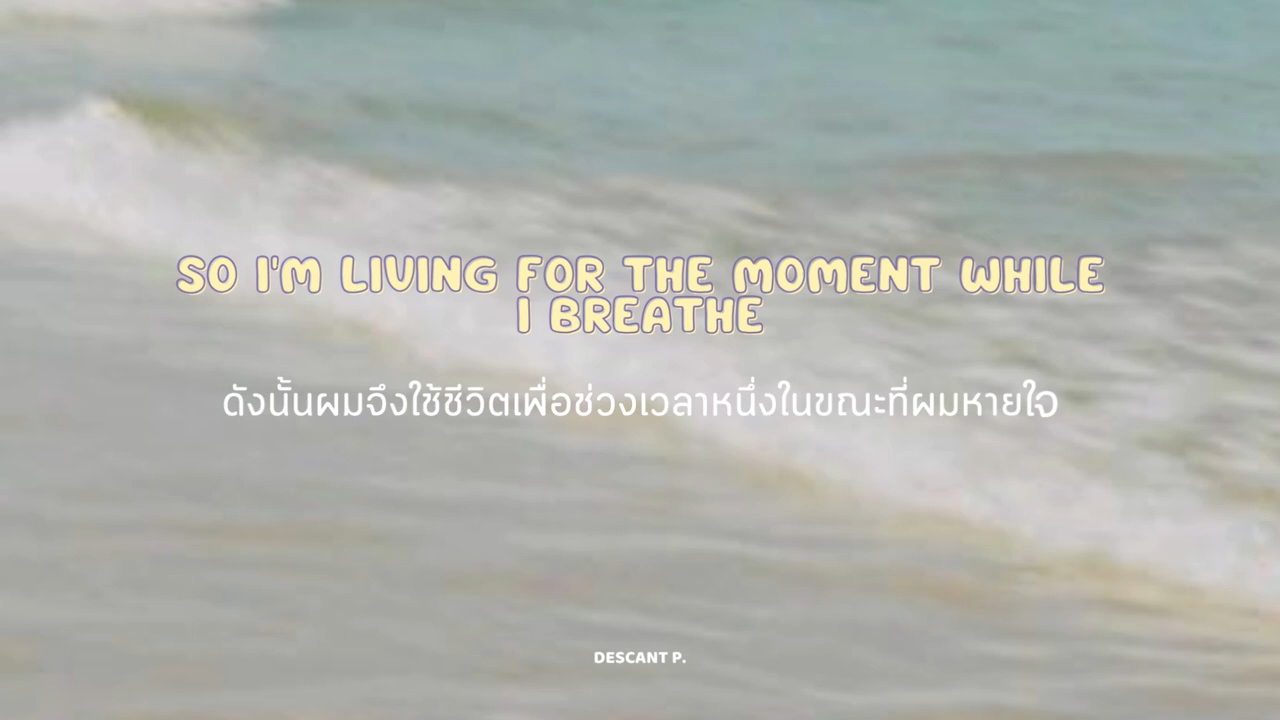 SO I'M LIVING FOR THE MOMENT WHILE
I BREATHE
ดังนั้นผมจึงใช้ชีวิตเพื่อช่วงเวลาหนึ่งในขณะที่ผมหายใจ
DESCANT P.